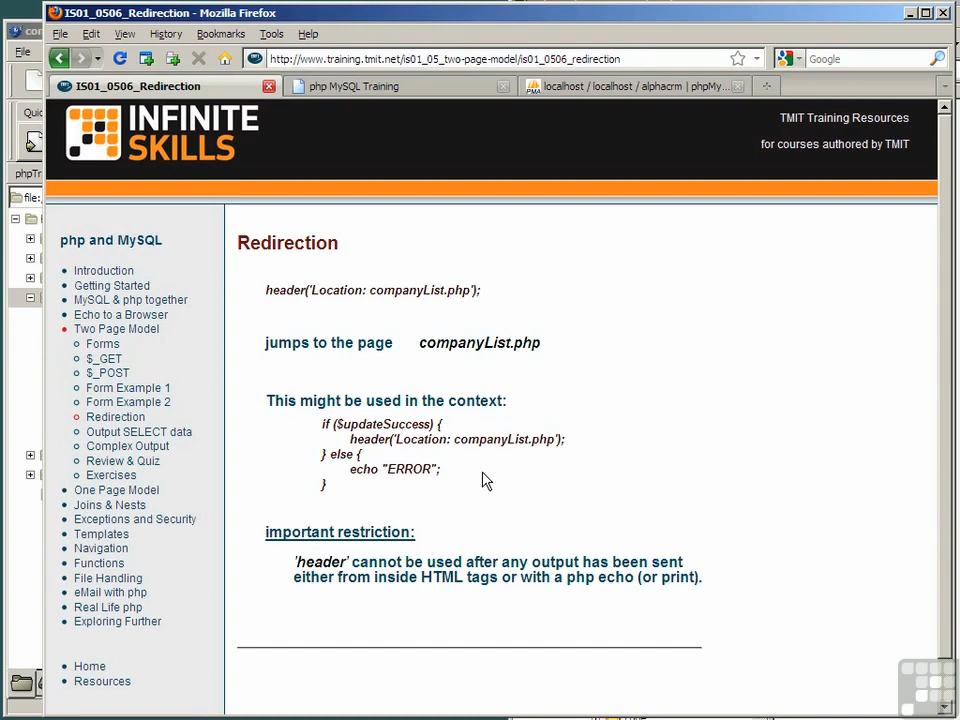 IS01_0506_Redirection - Mozilla Firefox
File Edit View History Bookmarks Tools Help
http://www.training.tmit.net/is01_05_two-page-model/is01_0506_redirection
Google
IS01_0506_Redirection
php MySQL Training
localhost / localhost / alphacrm | phpMy...
File
Quic
phpTr
file:
INFINITE
SKILLS
TMIT Training Resources
for courses authored by TMIT
php and MySQL
Introduction
Getting Started
MySQL & php together
Echo to a Browser
Two Page Model
Forms
$_GET
$_POST
Form Example 1
Form Example 2
Redirection
Output SELECT data
Complex Output
Review & Quiz
Exercises
One Page Model
Joins & Nests
Exceptions and Security
Templates
Navigation
Functions
File Handling
eMail with php
Real Life php
Exploring Further
Home
Resources
Redirection
header('Location: companyList.php');
jumps to the page companyList.php
This might be used in the context:
if ($updateSuccess) {
header('Location: companyList.php');
} else {
echo "ERROR";
}
important restriction:
'header' cannot be used after any output has been sent
either from inside HTML tags or with a php echo (or print).